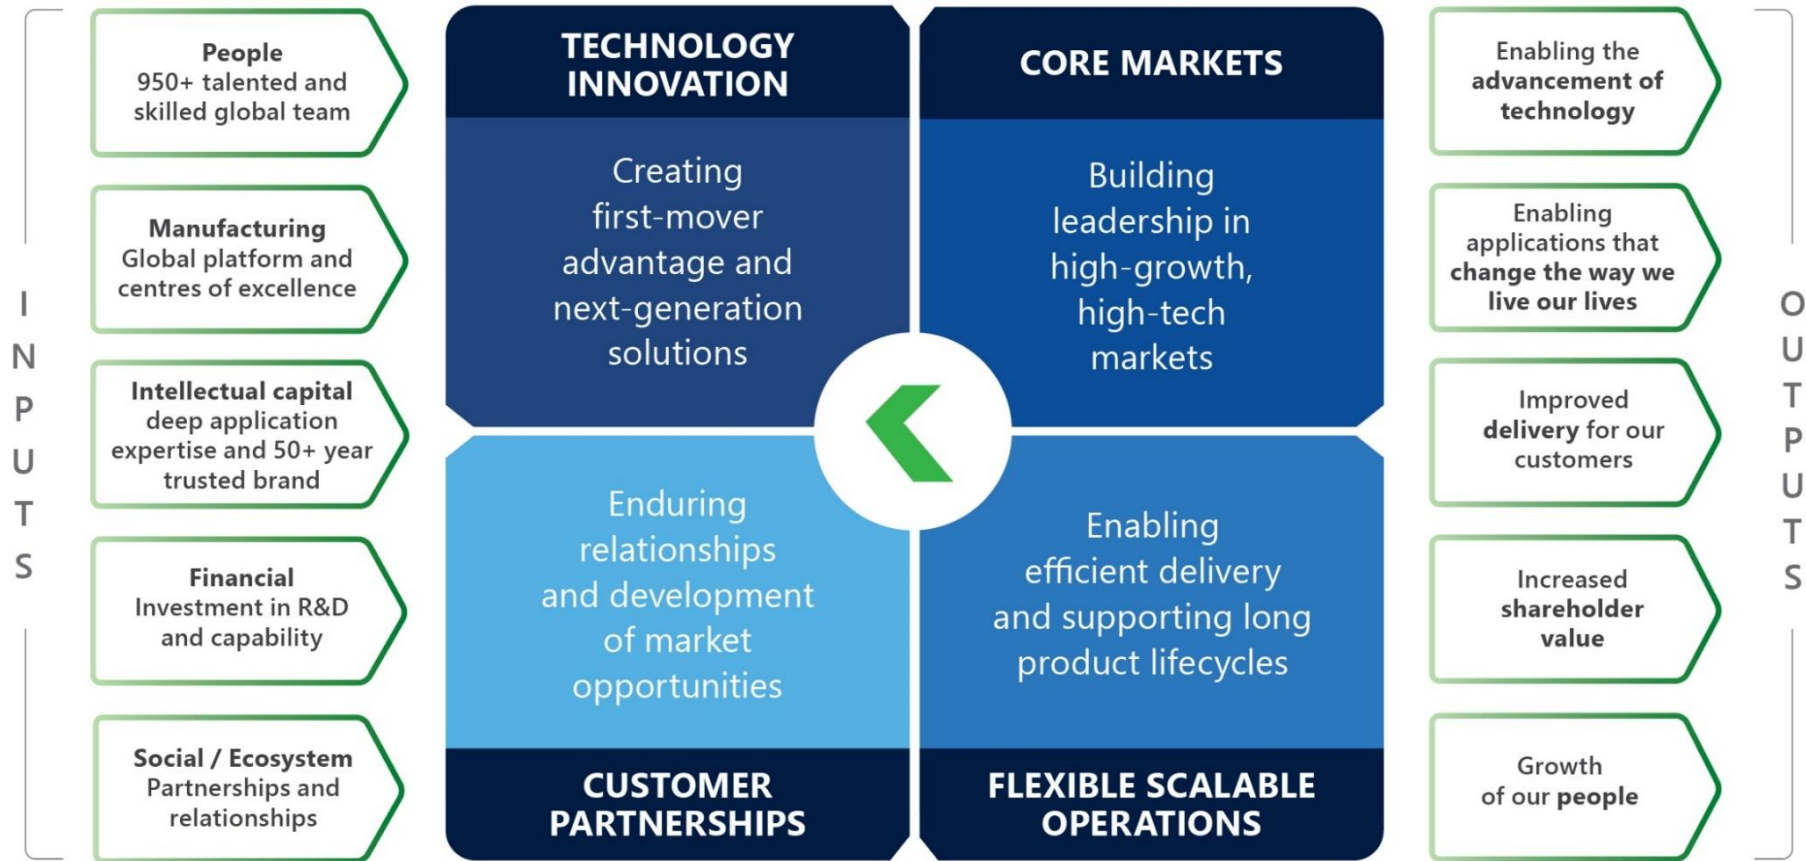 INPUTS
People
950+ talented and
skilled global team
Manufacturing
Global platform and
centres of excellence
Intellectual capital
deep application
expertise and 50+ year
trusted brand
Financial
Investment in R&D
and capability
Social / Ecosystem
Partnerships and
relationships
TECHNOLOGY
INNOVATION
Creating
first-mover
advantage and
next-generation
solutions
CORE MARKETS
Building
leadership in
high-growth,
high-tech
markets
Enduring
relationships
and development
of market
opportunities
CUSTOMER
PARTNERSHIPS
Enabling
efficient delivery
and supporting long
product lifecycles
FLEXIBLE SCALABLE
OPERATIONS
Enabling the
advancement of
technology
Enabling
applications that
change the way we
live our lives
Improved
delivery for our
customers
Increased
shareholder
value
Growth
of our people
OUTPUTS